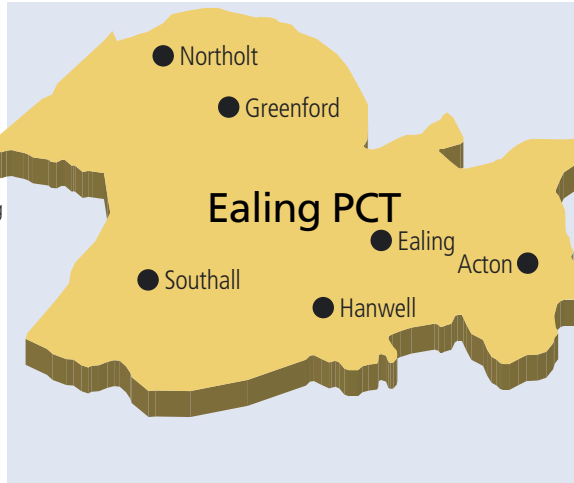 Northolt
Greenford
Ealing PCT
Ealing
Acton
Southall
Hanwell